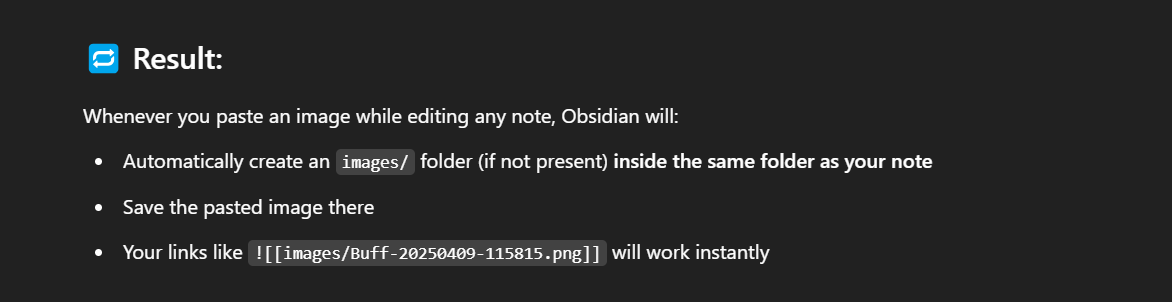 🔁 Result:
Whenever you paste an image while editing any note, Obsidian will:
• Automatically create an images/ folder (if not present) inside the same folder as your note
• Save the pasted image there
• Your links like ![[images/Buff-20250409-115815.png]] will work instantly